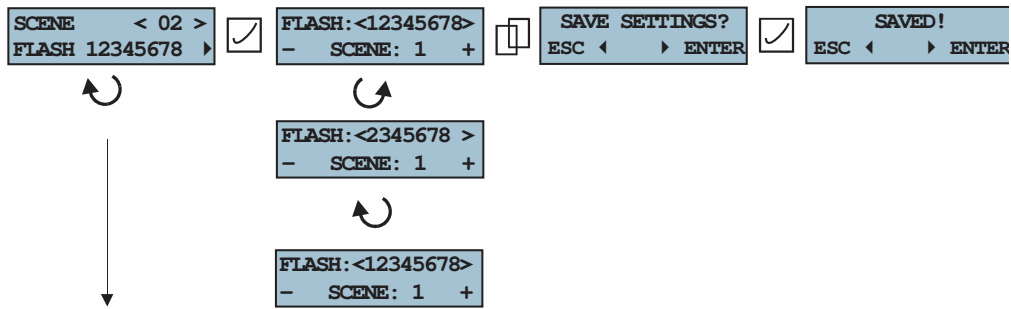 SCENE < 02 >
FLASH 12345678
FLASH:<12345678>
– SCENE: 1 +
SAVE SETTINGS?
ESC ENTER
SAVED!
ESC ENTER
FLASH:<2345678 >
– SCENE: 1 +
FLASH:<12345678>
– SCENE: 1 +